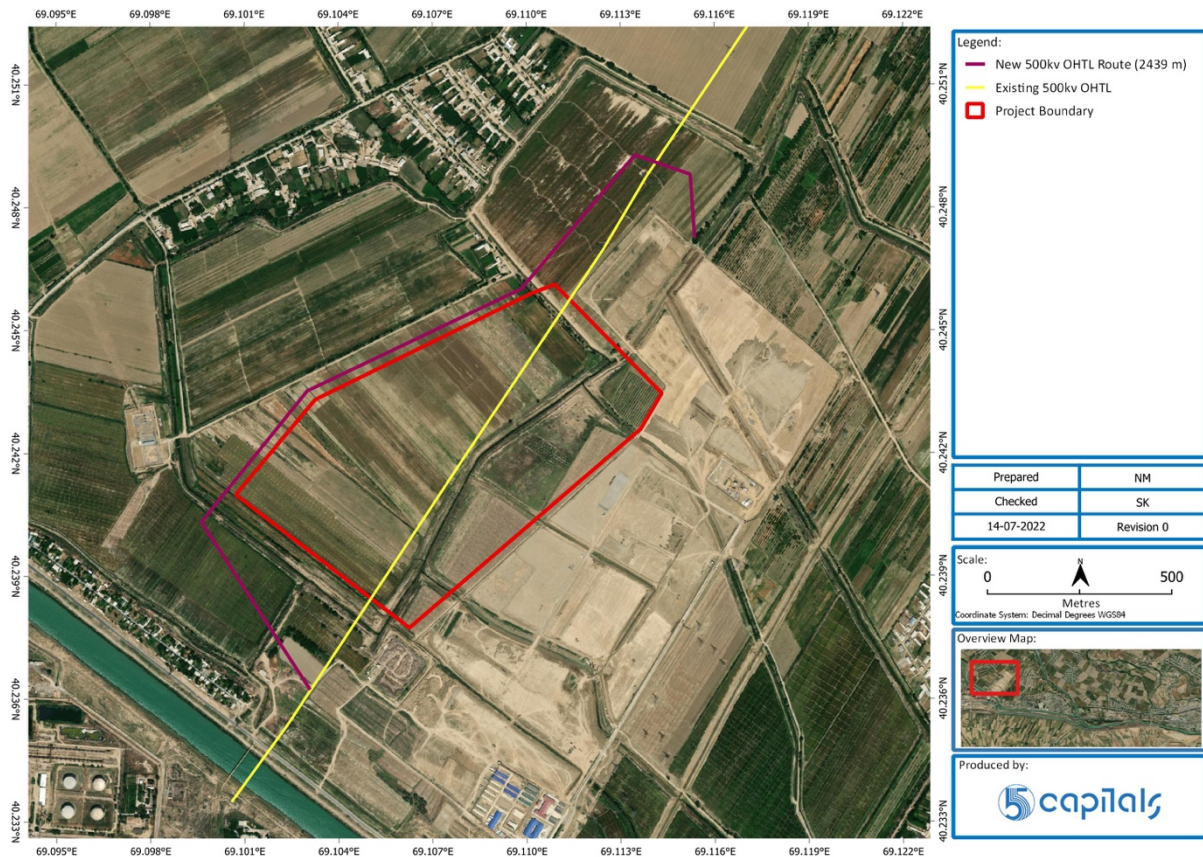 69.095°E 69.098°E 69.101°E 69.104°E 69.107°E 69.110°E 69.113°E 69.116°E 69.119°E 69.122°E
40.251°N
40.248°N
40.245°N
40.242°N
40.239°N
40.236°N
40.233°N
40.251°N
40.248°N
40.245°N
40.242°N
40.239°N
40.236°N
40.233°N
69.095°E 69.098°E 69.101°E 69.104°E 69.107°E 69.110°E 69.113°E 69.116°E 69.119°E 69.122°E
Legend:
New 500kv OHTL Route (2439 m)
Existing 500kv OHTL
Project Boundary
Prepared NM
Checked SK
14-07-2022 Revision 0
Scale:
N
0 500
Metres
Coordinate System: Decimal Degrees WGS84
Overview Map:
Produced by:
5 capitals